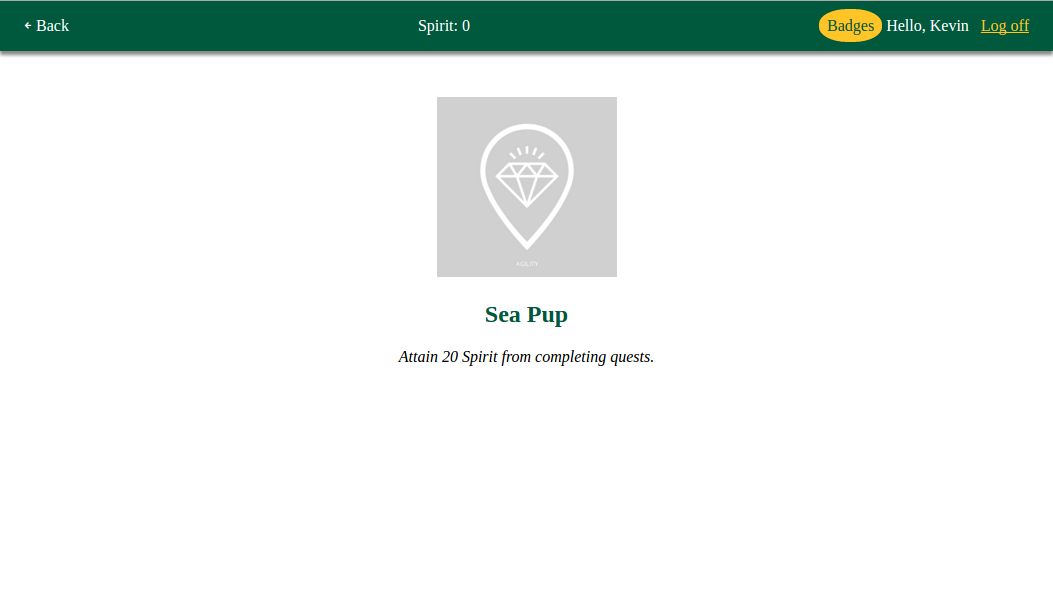 ← Back
Spirit: 0
Badges Hello, Kevin Log off
AGILITY
Sea Pup
Attain 20 Spirit from completing quests.